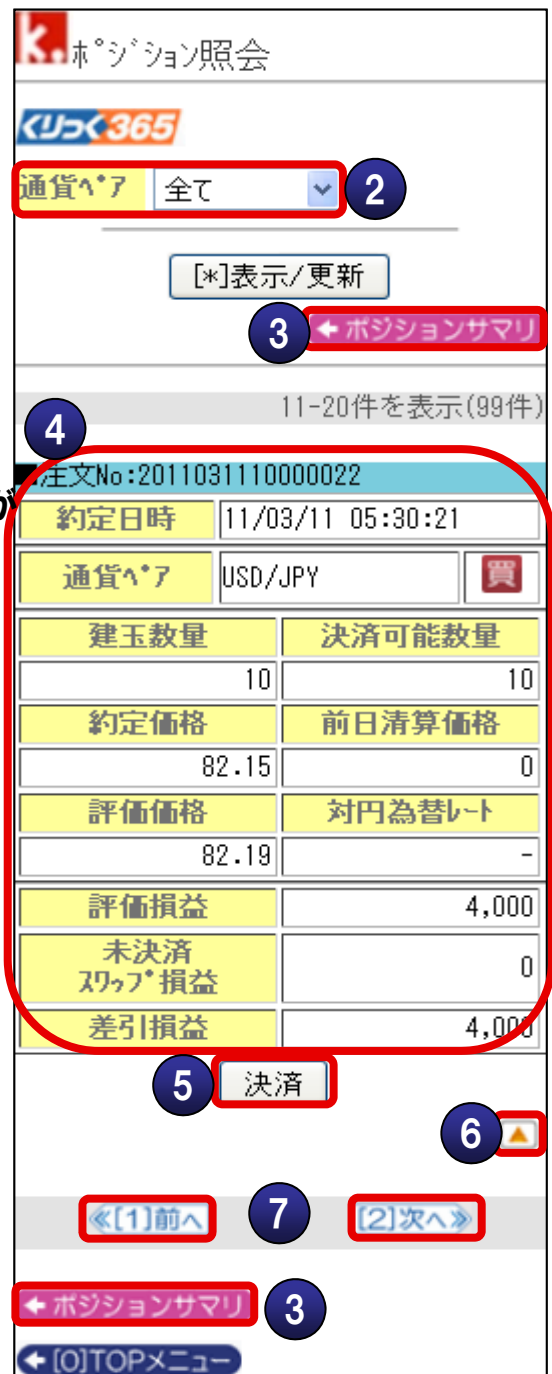 k. ﾎﾟｼﾞｼｮﾝ照会
くりっく365
通貨ﾍﾟｱ 全て 2
[*]表示/更新
3 ←ポジションサマリ
11-20件を表示(99件)
4
■注文No:2011031110000022
が
約定日時 11/03/11 05:30:21
通貨ﾍﾟｱ USD/JPY 買
建玉数量 決済可能数量
10 10
約定価格 前日清算価格
82.15 0
評価価格 対円為替ﾚｰﾄ
82.19 -
評価損益 4,000
未決済
ｽﾜｯﾌﾟ損益 0
差引損益 4,000
5 決済
6 ▲
≪[1]前へ 7 [2]次へ≫
←ポジションサマリ 3
←[0]TOPメニュー